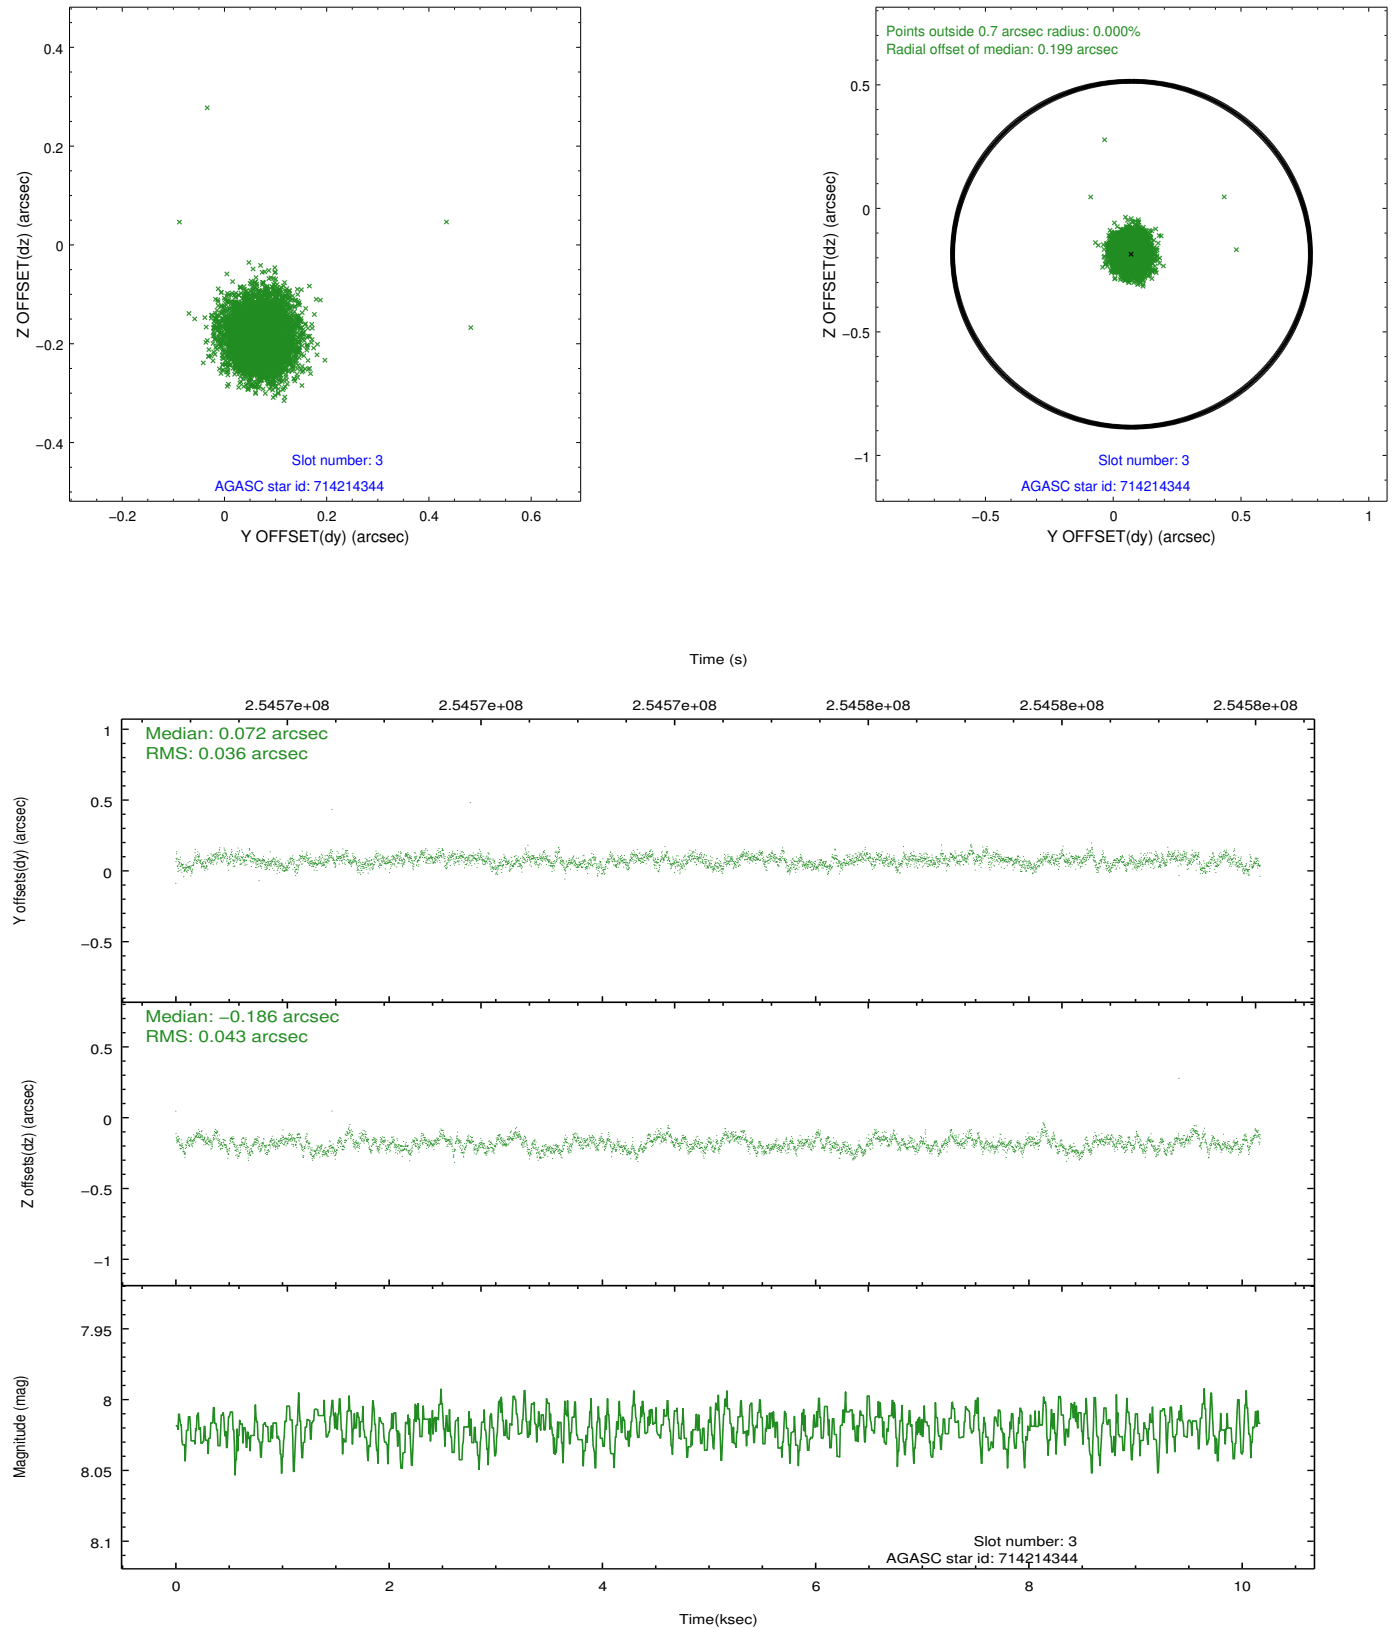 0.4
0.2
0
−0.2
−0.4
Z OFFSET(dz) (arcsec)
Slot number: 3
AGASC star id: 714214344
−0.2 0 0.2 0.4 0.6
Y OFFSET(dy) (arcsec)
Points outside 0.7 arcsec radius: 0.000%
Radial offset of median: 0.199 arcsec
0.5
0
−0.5
−1
Z OFFSET(dz) (arcsec)
Slot number: 3
AGASC star id: 714214344
−0.5 0 0.5 1
Y OFFSET(dy) (arcsec)
Time (s)
2.5457e+08 2.5457e+08 2.5457e+08 2.5458e+08 2.5458e+08 2.5458e+08
Median: 0.072 arcsec
RMS: 0.036 arcsec
1
0.5
0
−0.5
Y offsets(dy) (arcsec)
Median: −0.186 arcsec
RMS: 0.043 arcsec
0.5
0
−0.5
−1
Z offsets(dz) (arcsec)
7.95
8
8.05
8.1
Magnitude (mag)
Slot number: 3
AGASC star id: 714214344
0 2 4 6 8 10
Time(ksec)